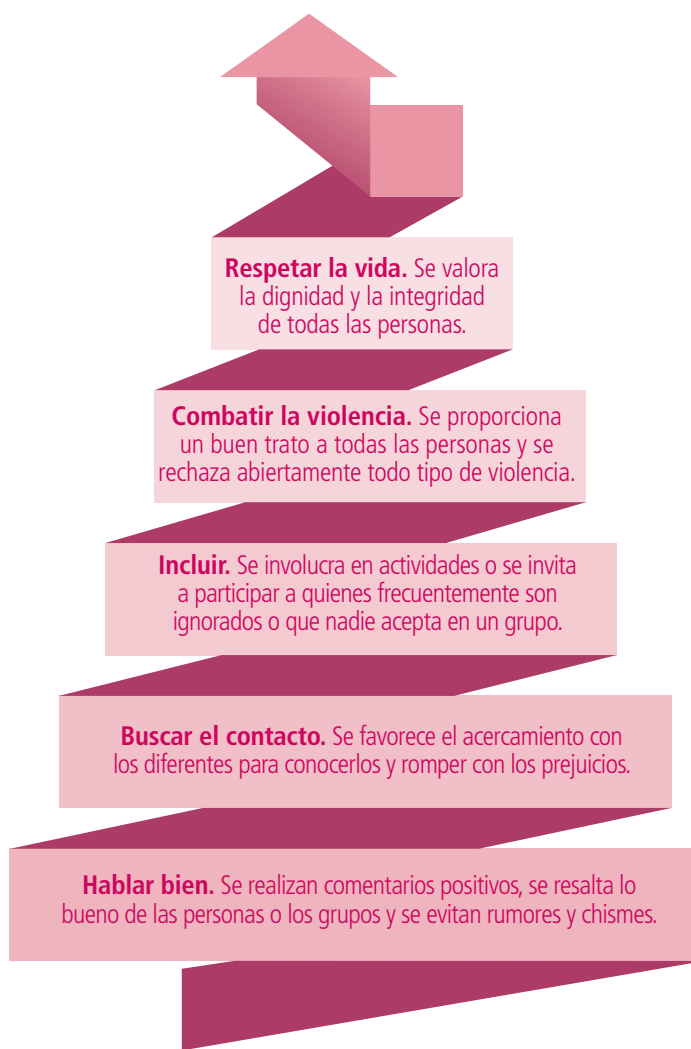 Respetar la vida. Se valora
la dignidad y la integridad
de todas las personas.
Combatir la violencia. Se proporciona
un buen trato a todas las personas y se
rechaza abiertamente todo tipo de violencia.
Incluir. Se involucra en actividades o se invita
a participar a quienes frecuentemente son
ignorados o que nadie acepta en un grupo.
Buscar el contacto. Se favorece el acercamiento con
los diferentes para conocerlos y romper con los prejuicios.
Hablar bien. Se realizan comentarios positivos, se resalta lo
bueno de las personas o los grupos y se evitan rumores y chismes.